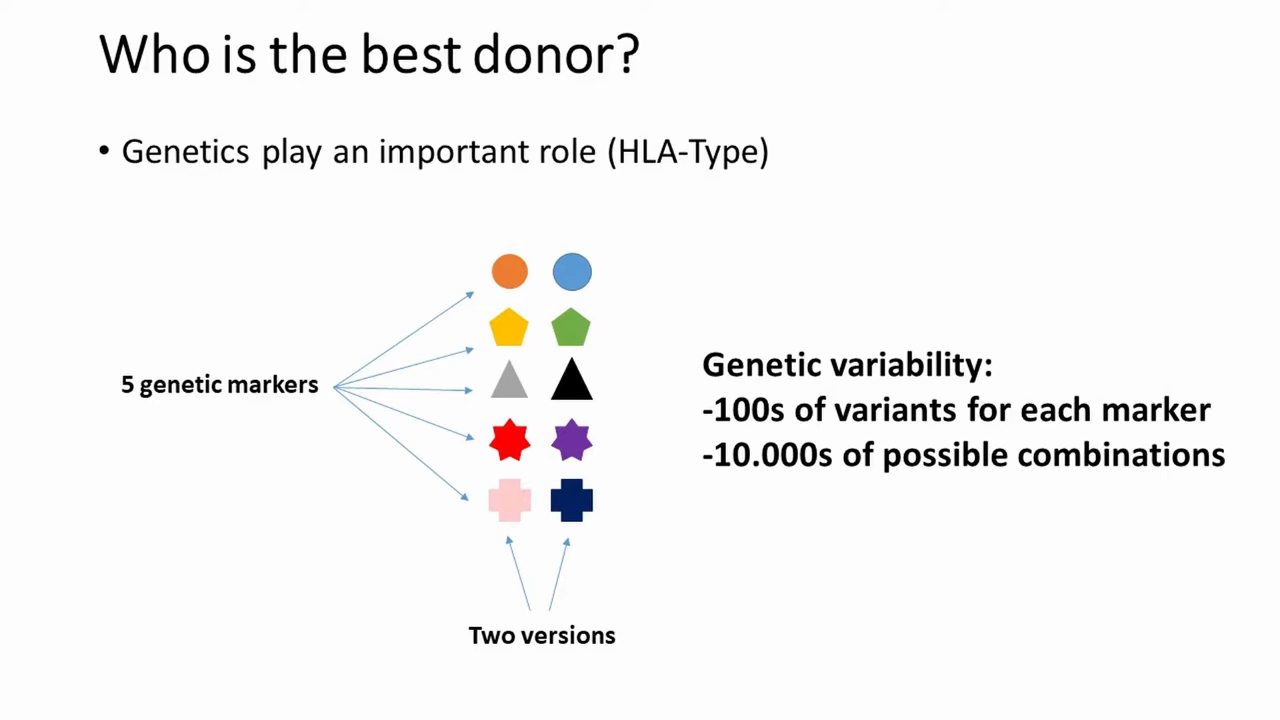 Who is the best donor?
• Genetics play an important role (HLA-Type)
5 genetic markers
Genetic variability:
-100s of variants for each marker
-10.000s of possible combinations
Two versions